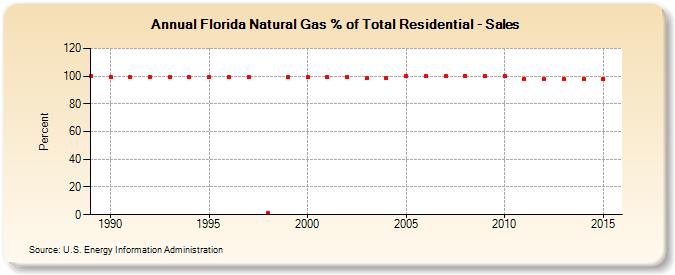 Annual Florida Natural Gas % of Total Residential - Sales
Percent
120
100
80
60
40
20
0
1990 1995 2000 2005 2010 2015
Source: U.S. Energy Information Administration